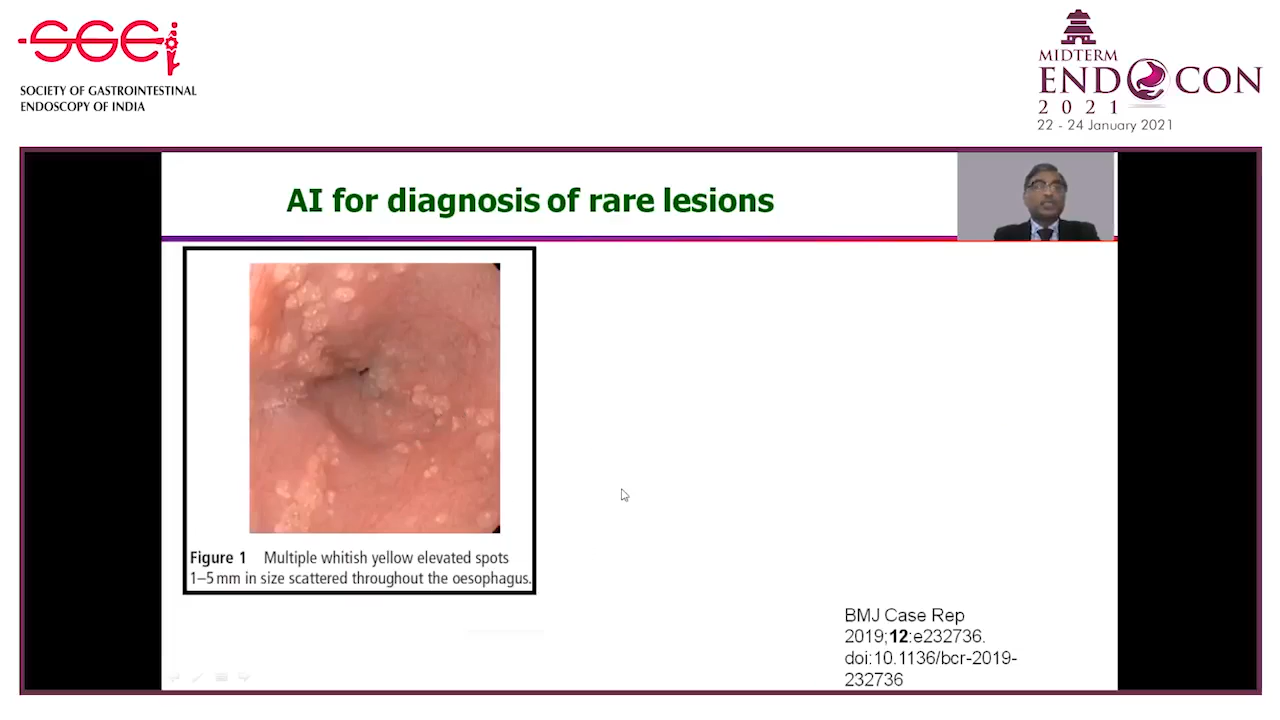 SGEi
SOCIETY OF GASTROINTESTINAL
ENDOSCOPY OF INDIA
MIDTERM
ENDOCON
2021
22 - 24 January 2021
AI for diagnosis of rare lesions
Figure 1 Multiple whitish yellow elevated spots
1–5 mm in size scattered throughout the oesophagus.
BMJ Case Rep
2019;12:e232736.
doi:10.1136/bcr-2019-
232736